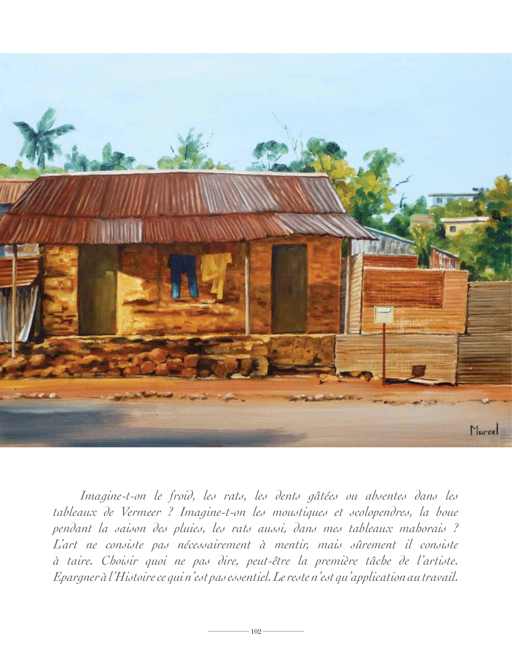 Marcel
Imagine-t-on le froid, les rats, les dents gâtées ou absentes dans les
tableaux de Vermeer ? Imagine-t-on les moustiques et scolopendres, la boue
pendant la saison des pluies, les rats aussi, dans mes tableaux mahorais ?
L'art ne consiste pas nécessairement à mentir, mais sûrement il consiste
à taire. Choisir quoi ne pas dire, peut-être la première tâche de l'artiste.
Epargner à l'Histoire ce qui n'est pas essentiel. Le reste n'est qu'application au travail.
102